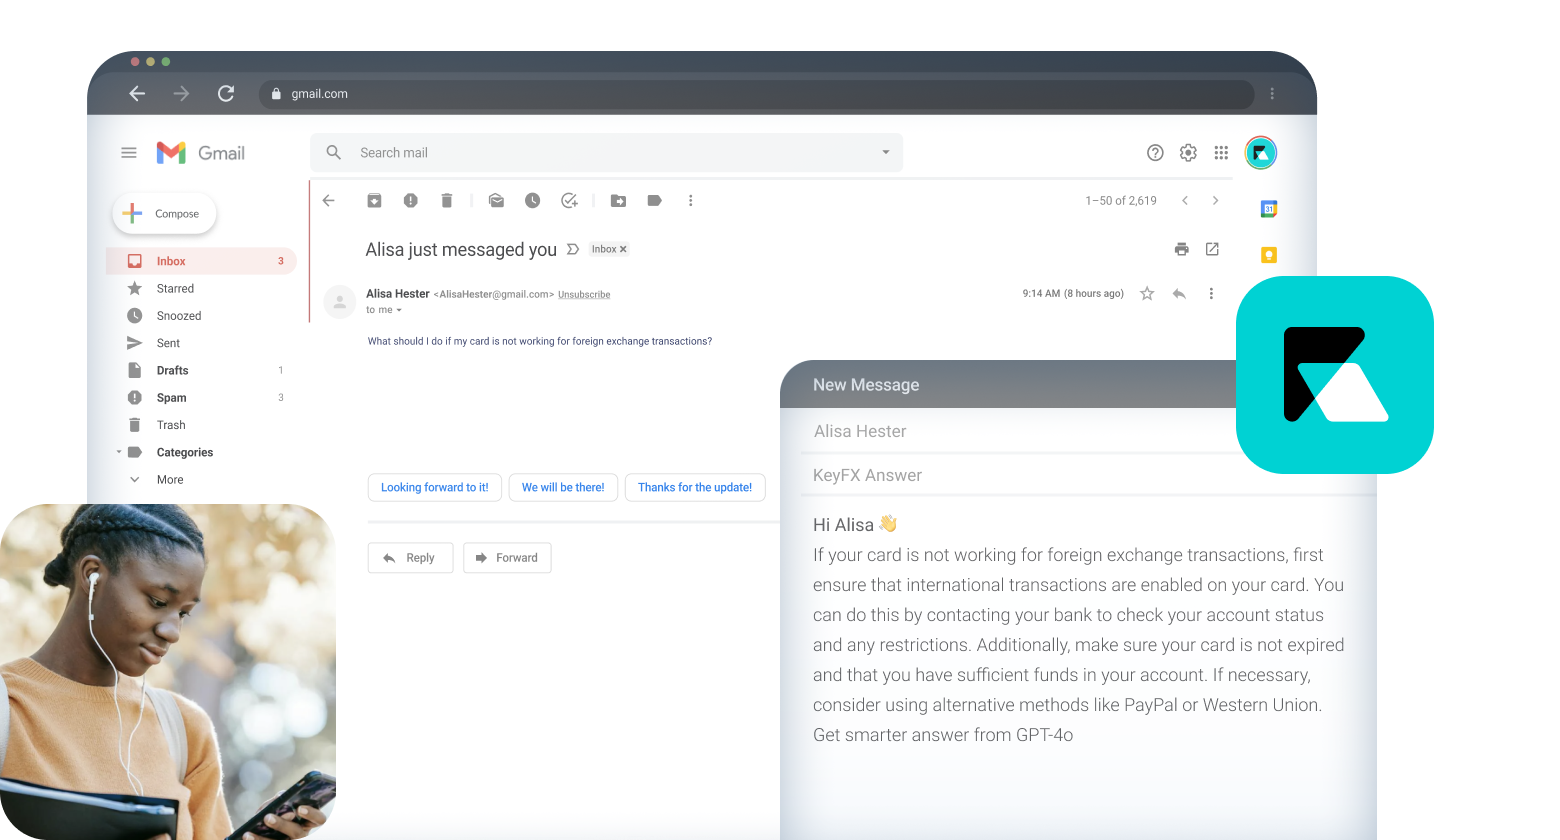 gmail.com
Gmail
Search mail
Compose
1–50 of 2,619
31
Alisa just messaged you Inbox ×
Inbox 3
Starred
Snoozed
Sent
Drafts 1
Spam 3
Trash
Categories
More
Alisa Hester <AlisaHester@gmail.com> Unsubscribe 9:14 AM (8 hours ago)
to me
What should I do if my card is not working for foreign exchange transactions?
Looking forward to it! We will be there! Thanks for the update!
Reply Forward
New Message
Alisa Hester
KeyFX Answer
Hi Alisa 👋
If your card is not working for foreign exchange transactions, first
ensure that international transactions are enabled on your card. You
can do this by contacting your bank to check your account status
and any restrictions. Additionally, make sure your card is not expired
and that you have sufficient funds in your account. If necessary,
consider using alternative methods like PayPal or Western Union.
Get smarter answer from GPT-4o